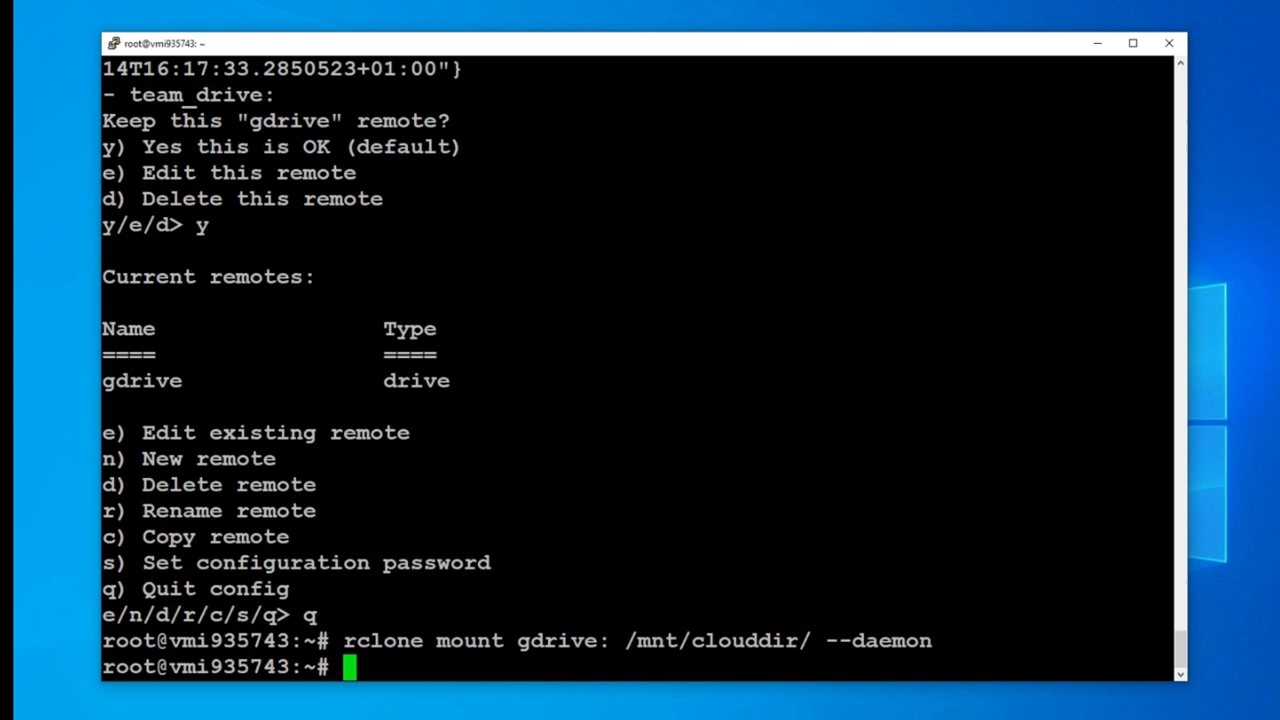 root@vmi935743: ~
14T16:17:33.2850523+01:00"}
- team_drive:
Keep this "gdrive" remote?
y) Yes this is OK (default)
e) Edit this remote
d) Delete this remote
y/e/d> y
Current remotes:
Name Type
==== ====
gdrive drive
e) Edit existing remote
n) New remote
d) Delete remote
r) Rename remote
c) Copy remote
s) Set configuration password
q) Quit config
e/n/d/r/c/s/q> q
root@vmi935743:~# rclone mount gdrive: /mnt/clouddir/ --daemon
root@vmi935743:~#